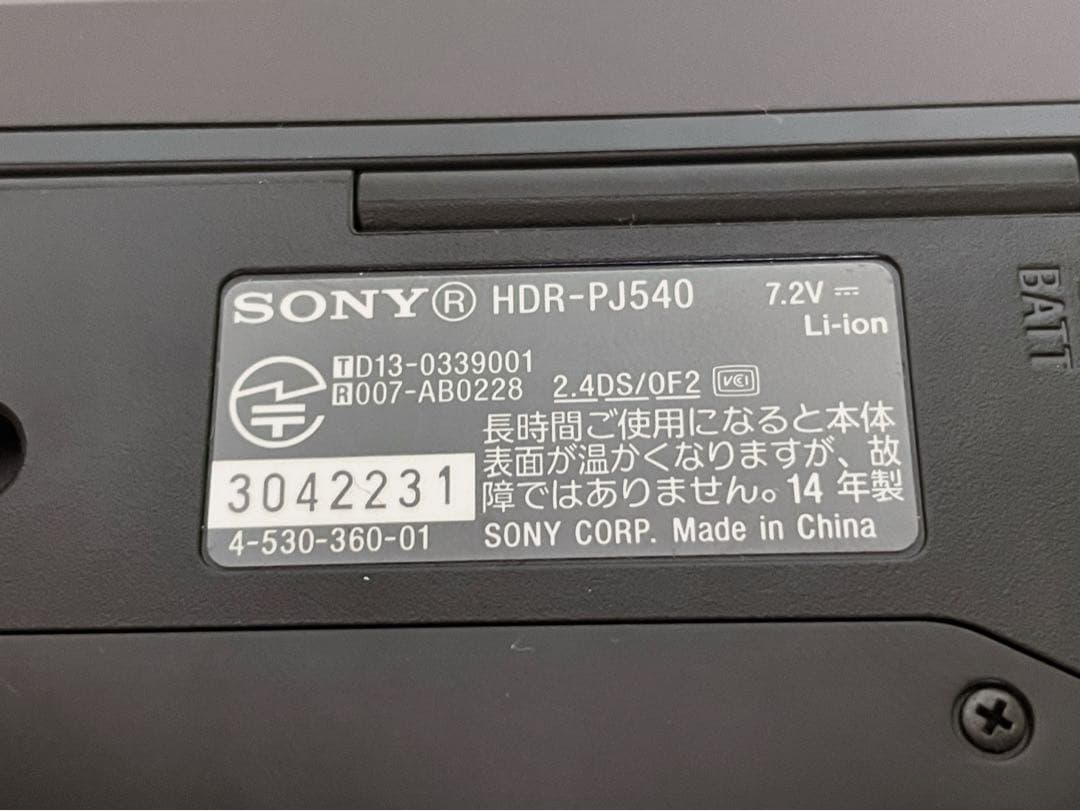 SONY® HDR-PJ540 7.2V ⎓
Li-ion
TD13-0339001
R007-AB0228 2.4DS/OF2 VCI
長時間ご使用になると本体
表面が温かくなりますが、故
障ではありません。14年製
3042231
4-530-360-01 SONY CORP. Made in China
BATT